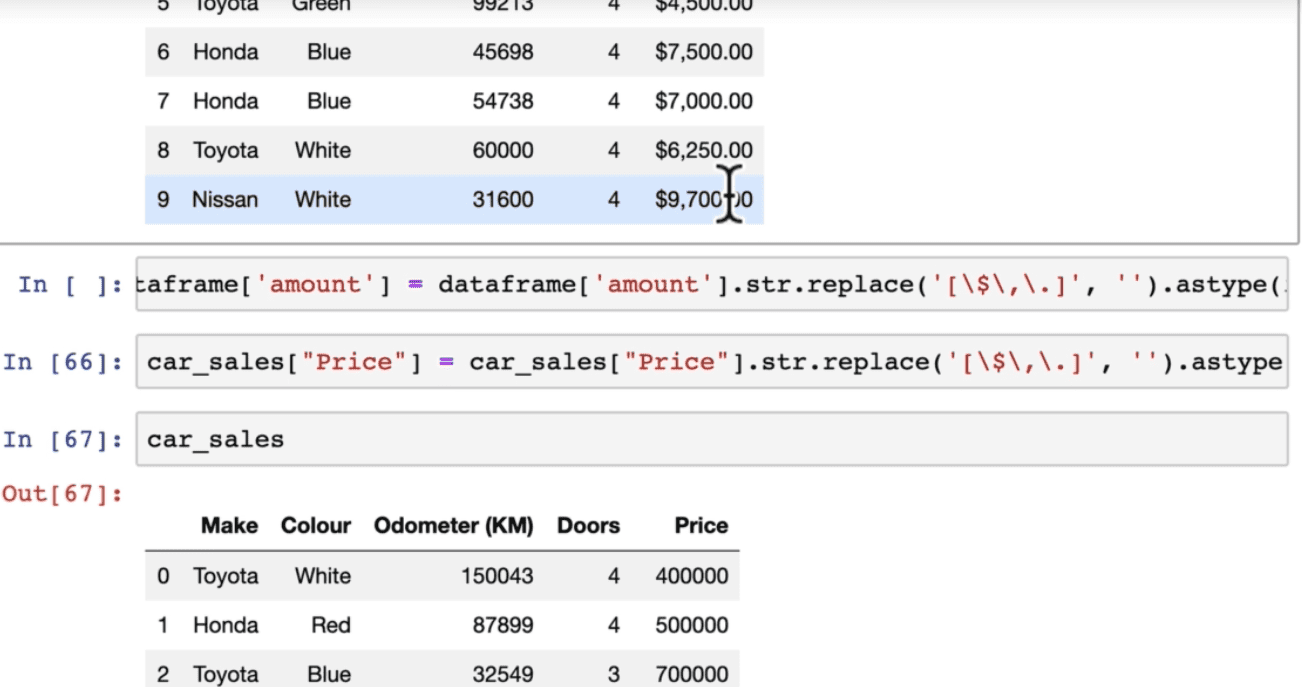 5 Toyota Green 99213 4 $4,500.00
6 Honda Blue 45698 4 $7,500.00
7 Honda Blue 54738 4 $7,000.00
8 Toyota White 60000 4 $6,250.00
9 Nissan White 31600 4 $9,700.00
In [ ]: taframe['amount'] = dataframe['amount'].str.replace('[\$\,\.]', '').astype(
In [66]: car_sales["Price"] = car_sales["Price"].str.replace('[\$\,\.]', '').astype
In [67]: car_sales
Out[67]:
Make Colour Odometer (KM) Doors Price
0 Toyota White 150043 4 400000
1 Honda Red 87899 4 500000
2 Toyota Blue 32549 3 700000